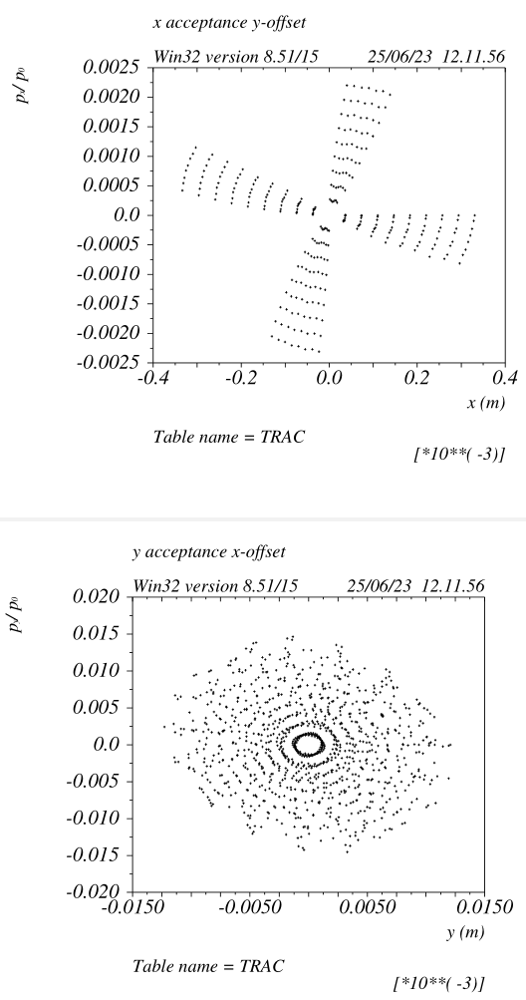 x acceptance y-offset
Win32 version 8.51/15 25/06/23 12.11.56
0.0025
0.0020
0.0015
0.0010
0.0005
0.0
-0.0005
-0.0010
-0.0015
-0.0020
-0.0025
-0.4 -0.2 0.0 0.2 0.4
x (m)
Table name = TRAC
[*10**( -3)]
y acceptance x-offset
Win32 version 8.51/15 25/06/23 12.11.56
0.020
0.015
0.010
0.005
0.0
-0.005
-0.010
-0.015
-0.020
-0.0150 -0.0050 0.0050 0.0150
y (m)
Table name = TRAC
[*10**( -3)]